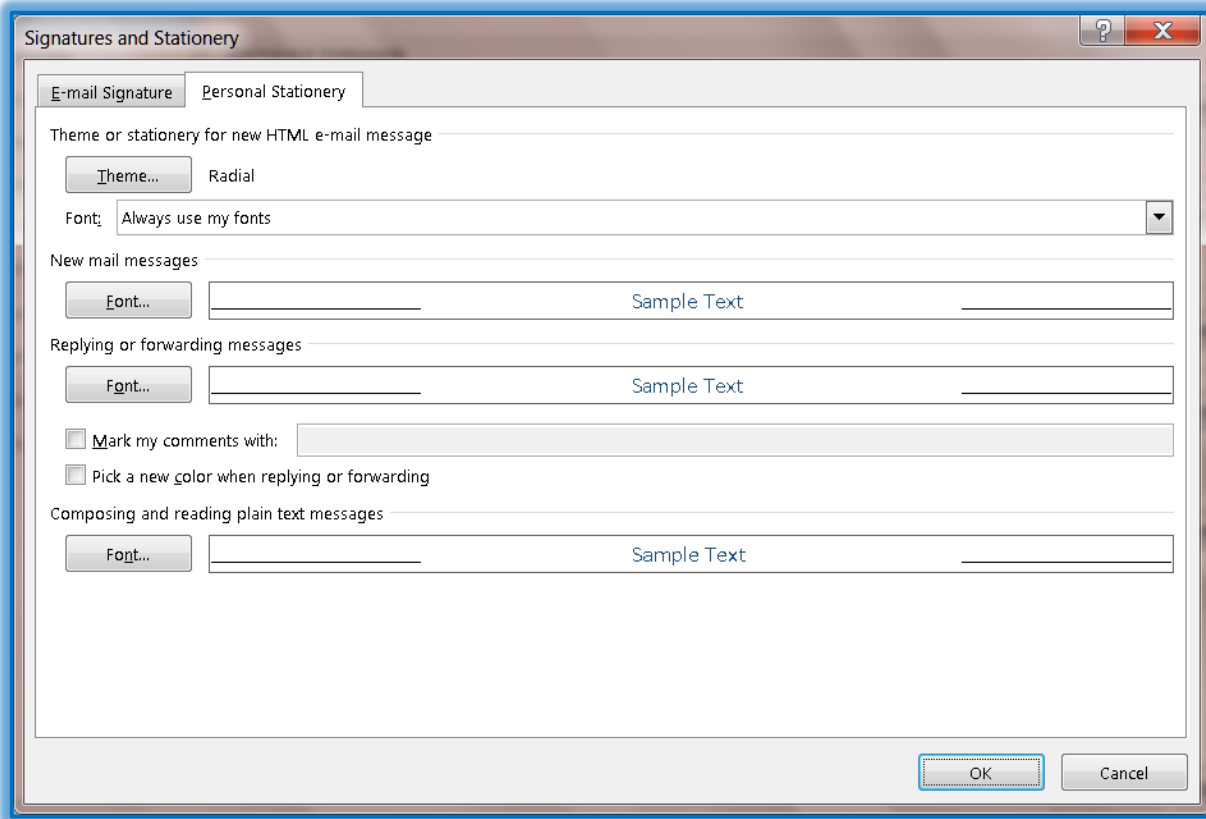 Signatures and Stationery
E-mail Signature
Personal Stationery
Theme or stationery for new HTML e-mail message
Theme...
Radial
Font:
Always use my fonts
New mail messages
Font...
Sample Text
Replying or forwarding messages
Font...
Sample Text
Mark my comments with:
Pick a new color when replying or forwarding
Composing and reading plain text messages
Font...
Sample Text
OK
Cancel